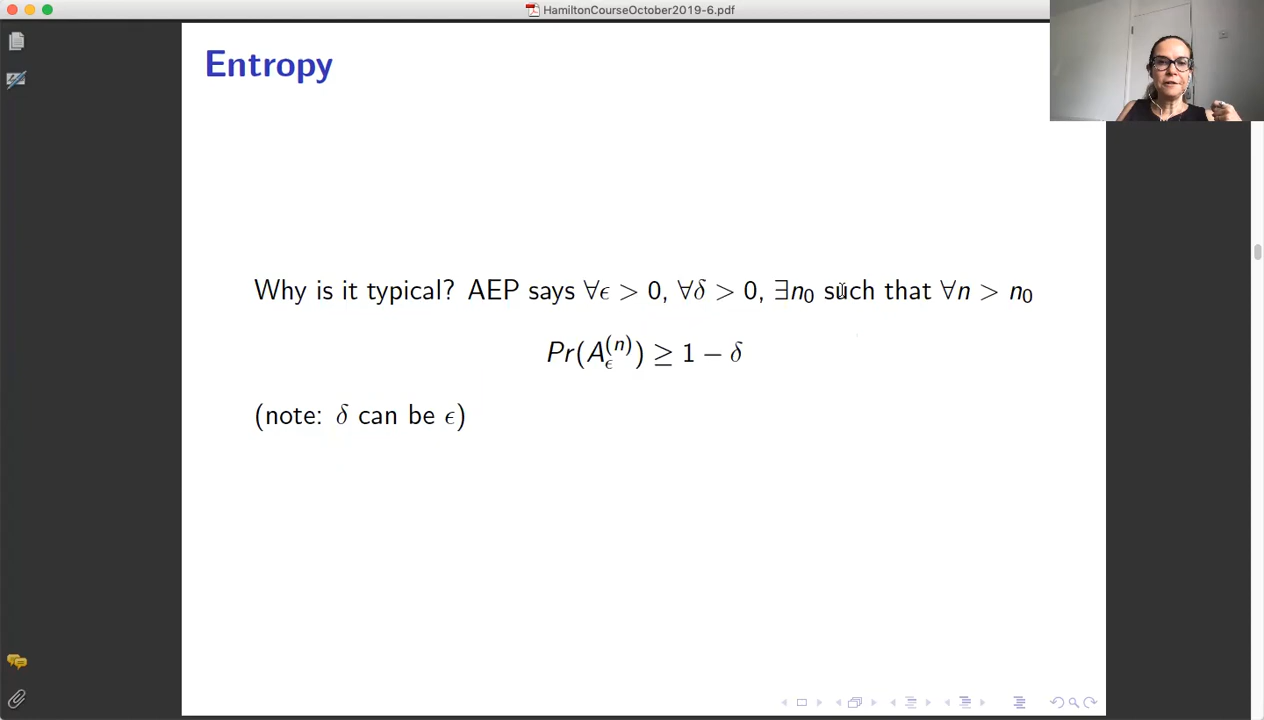 HamiltonCourseOctober2019-6.pdf
Entropy
Why is it typical? AEP says ∀ϵ > 0, ∀δ > 0, ∃n₀ such that ∀n > n₀
Pr(A_ϵ^(n)) ≥ 1 − δ
(note: δ can be ϵ)